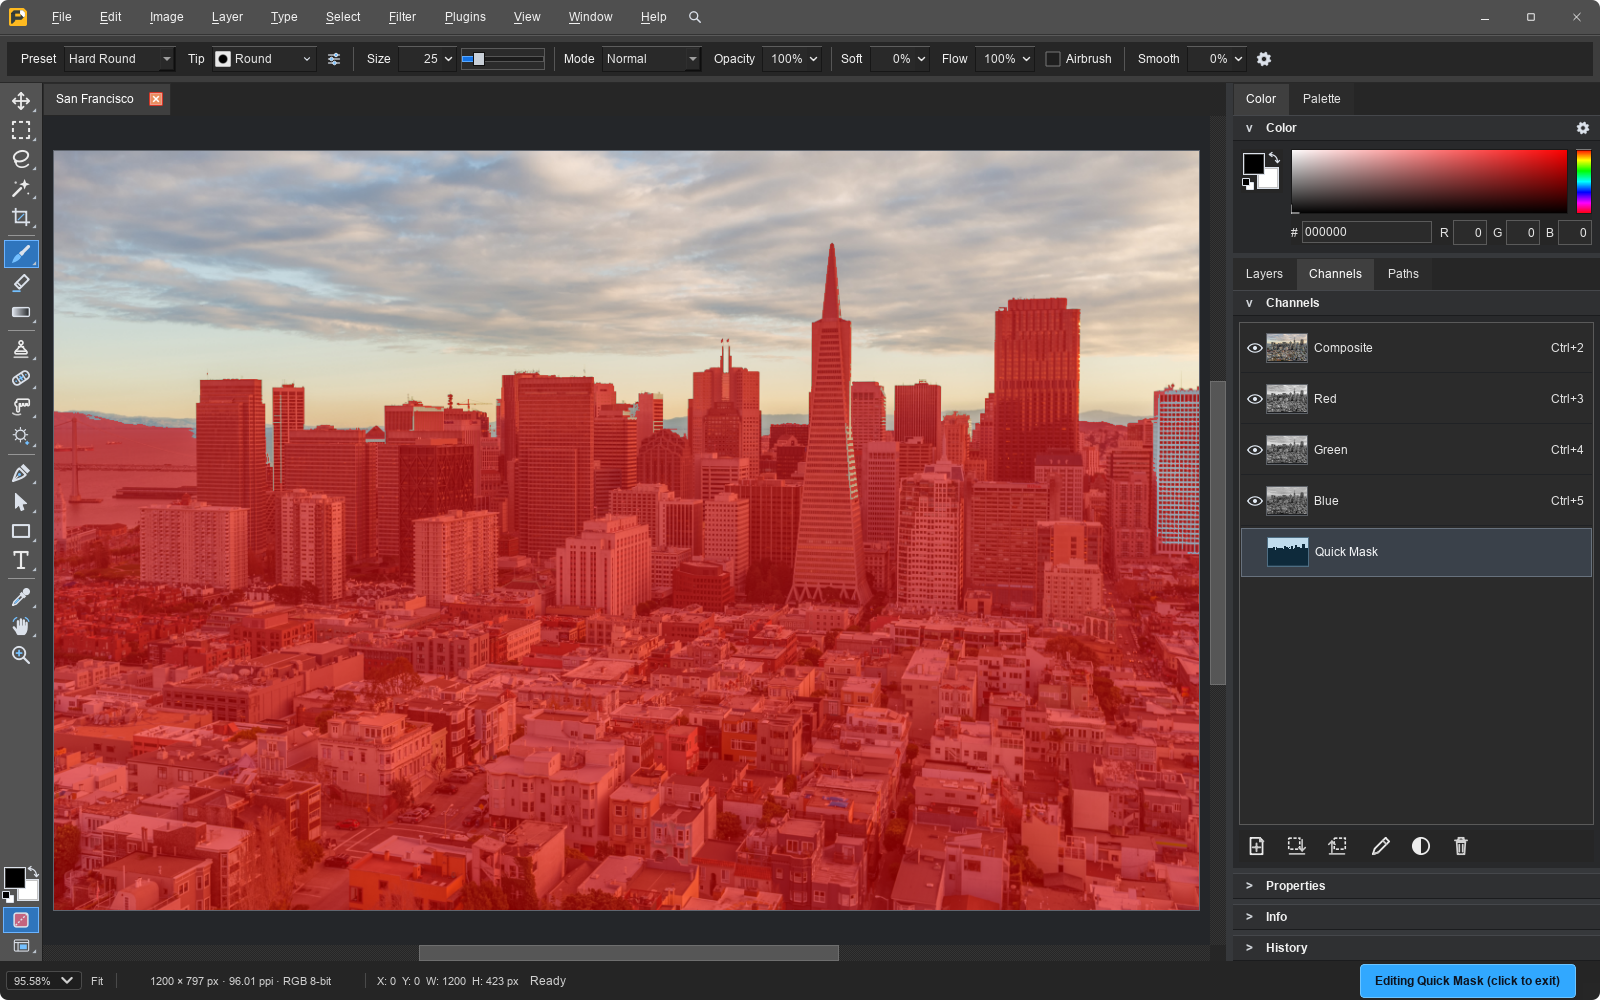 File Edit Image Layer Type Select Filter Plugins View Window Help
Preset Hard Round Tip Round Size 25 Mode Normal Opacity 100% Soft 0% Flow 100% Airbrush Smooth 0%
San Francisco
Color Palette
v Color
# 000000 R 0 G 0 B 0
Layers Channels Paths
v Channels
Composite Ctrl+2
Red Ctrl+3
Green Ctrl+4
Blue Ctrl+5
Quick Mask
> Properties
> Info
> History
95.58% Fit 1200 × 797 px · 96.01 ppi · RGB 8-bit X: 0 Y: 0 W: 1200 H: 423 px Ready
Editing Quick Mask (click to exit)